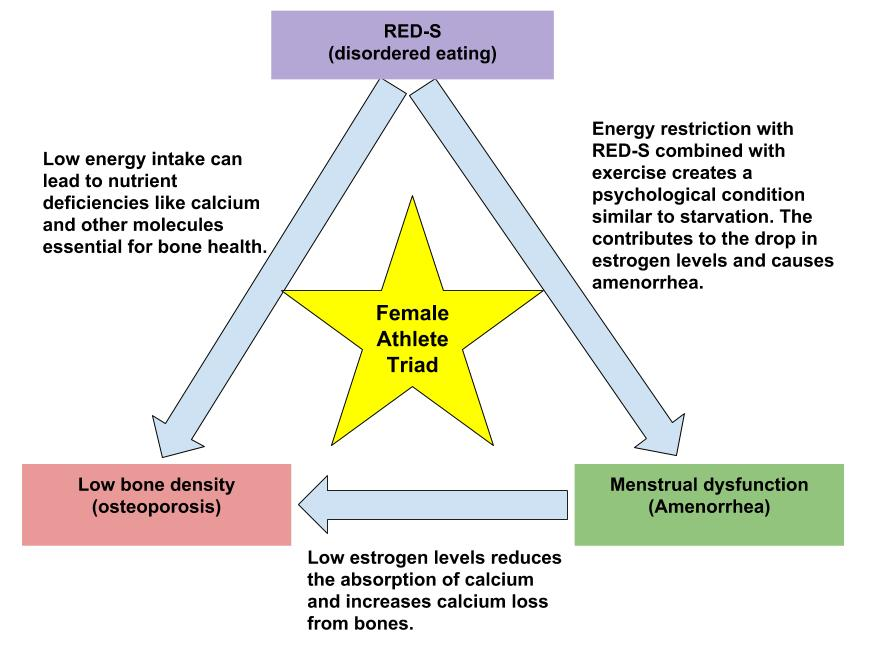 RED-S
(disordered eating)
Low energy intake can
lead to nutrient
deficiencies like calcium
and other molecules
essential for bone health.
Energy restriction with
RED-S combined with
exercise creates a
psychological condition
similar to starvation. The
contributes to the drop in
estrogen levels and causes
amenorrhea.
Female
Athlete
Triad
Low bone density
(osteoporosis)
Menstrual dysfunction
(Amenorrhea)
Low estrogen levels reduces
the absorption of calcium
and increases calcium loss
from bones.